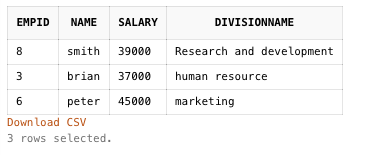 EMPID NAME SALARY DIVISIONNAME
8 smith 39000 Research and development
3 brian 37000 human resource
6 peter 45000 marketing
Download CSV
3 rows selected.